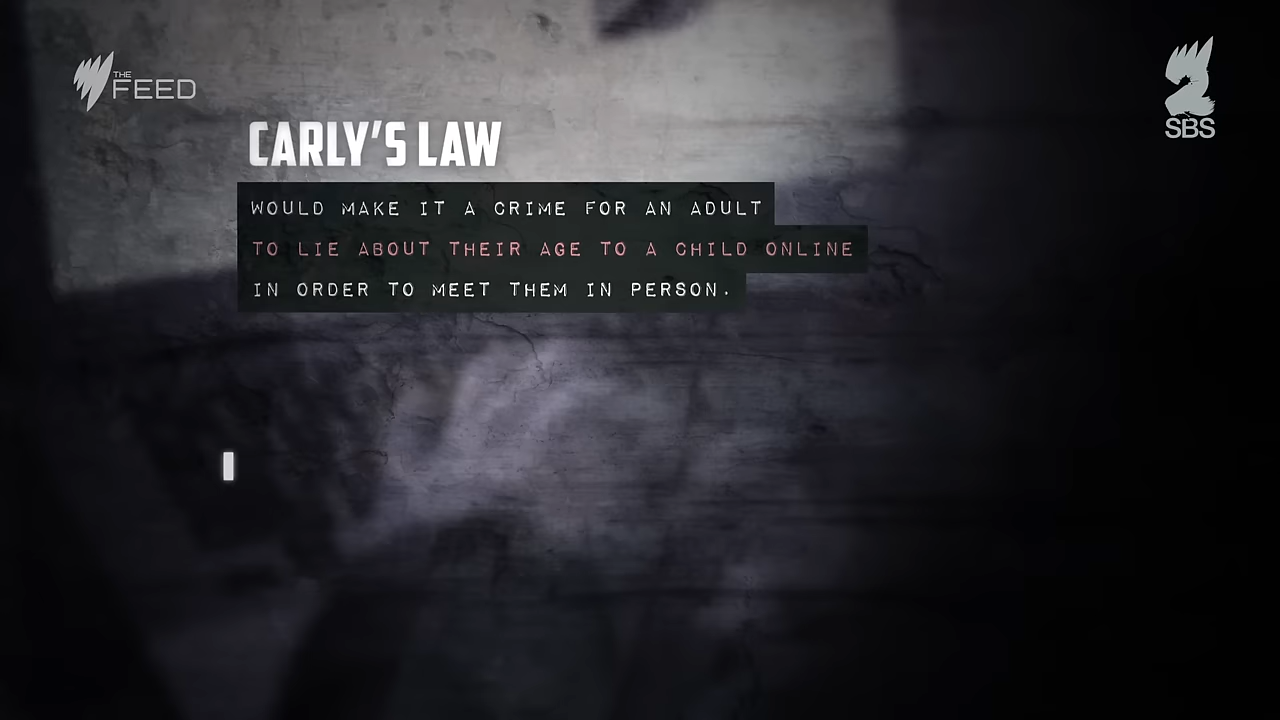 THE
FEED
SBS
CARLY'S LAW
WOULD MAKE IT A CRIME FOR AN ADULT
TO LIE ABOUT THEIR AGE TO A CHILD ONLINE
IN ORDER TO MEET THEM IN PERSON.